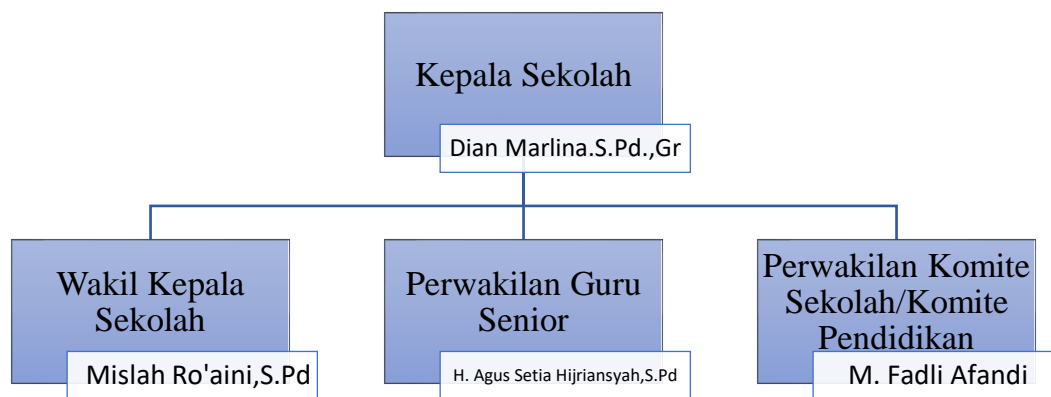 Kepala Sekolah
Dian Marlina.S.Pd.,Gr
Wakil Kepala
Sekolah
Mislah Ro'aini,S.Pd
Perwakilan Guru
Senior
H. Agus Setia Hijriansyah,S.Pd
Perwakilan Komite
Sekolah/Komite
Pendidikan
M. Fadli Afandi